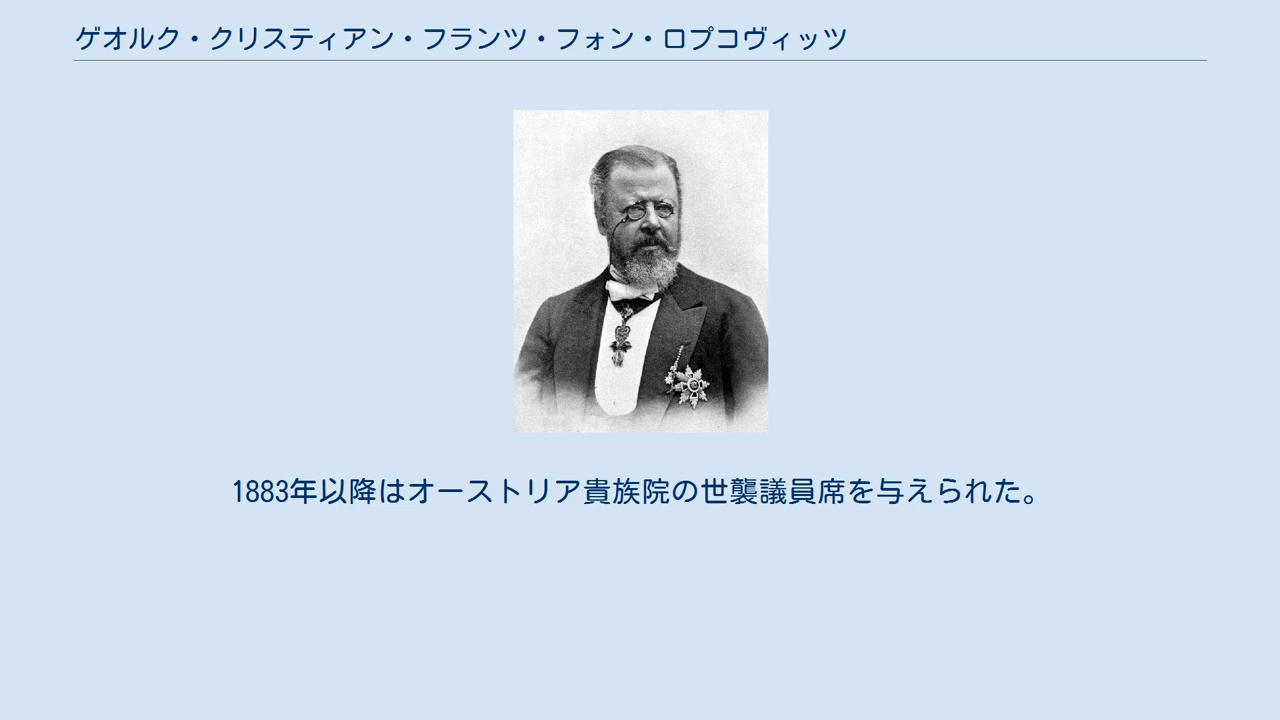 ゲオルク・クリスティアン・フランツ・フォン・ロプコヴィッツ
1883年以降はオーストリア貴族院の世襲議員席を与えられた。